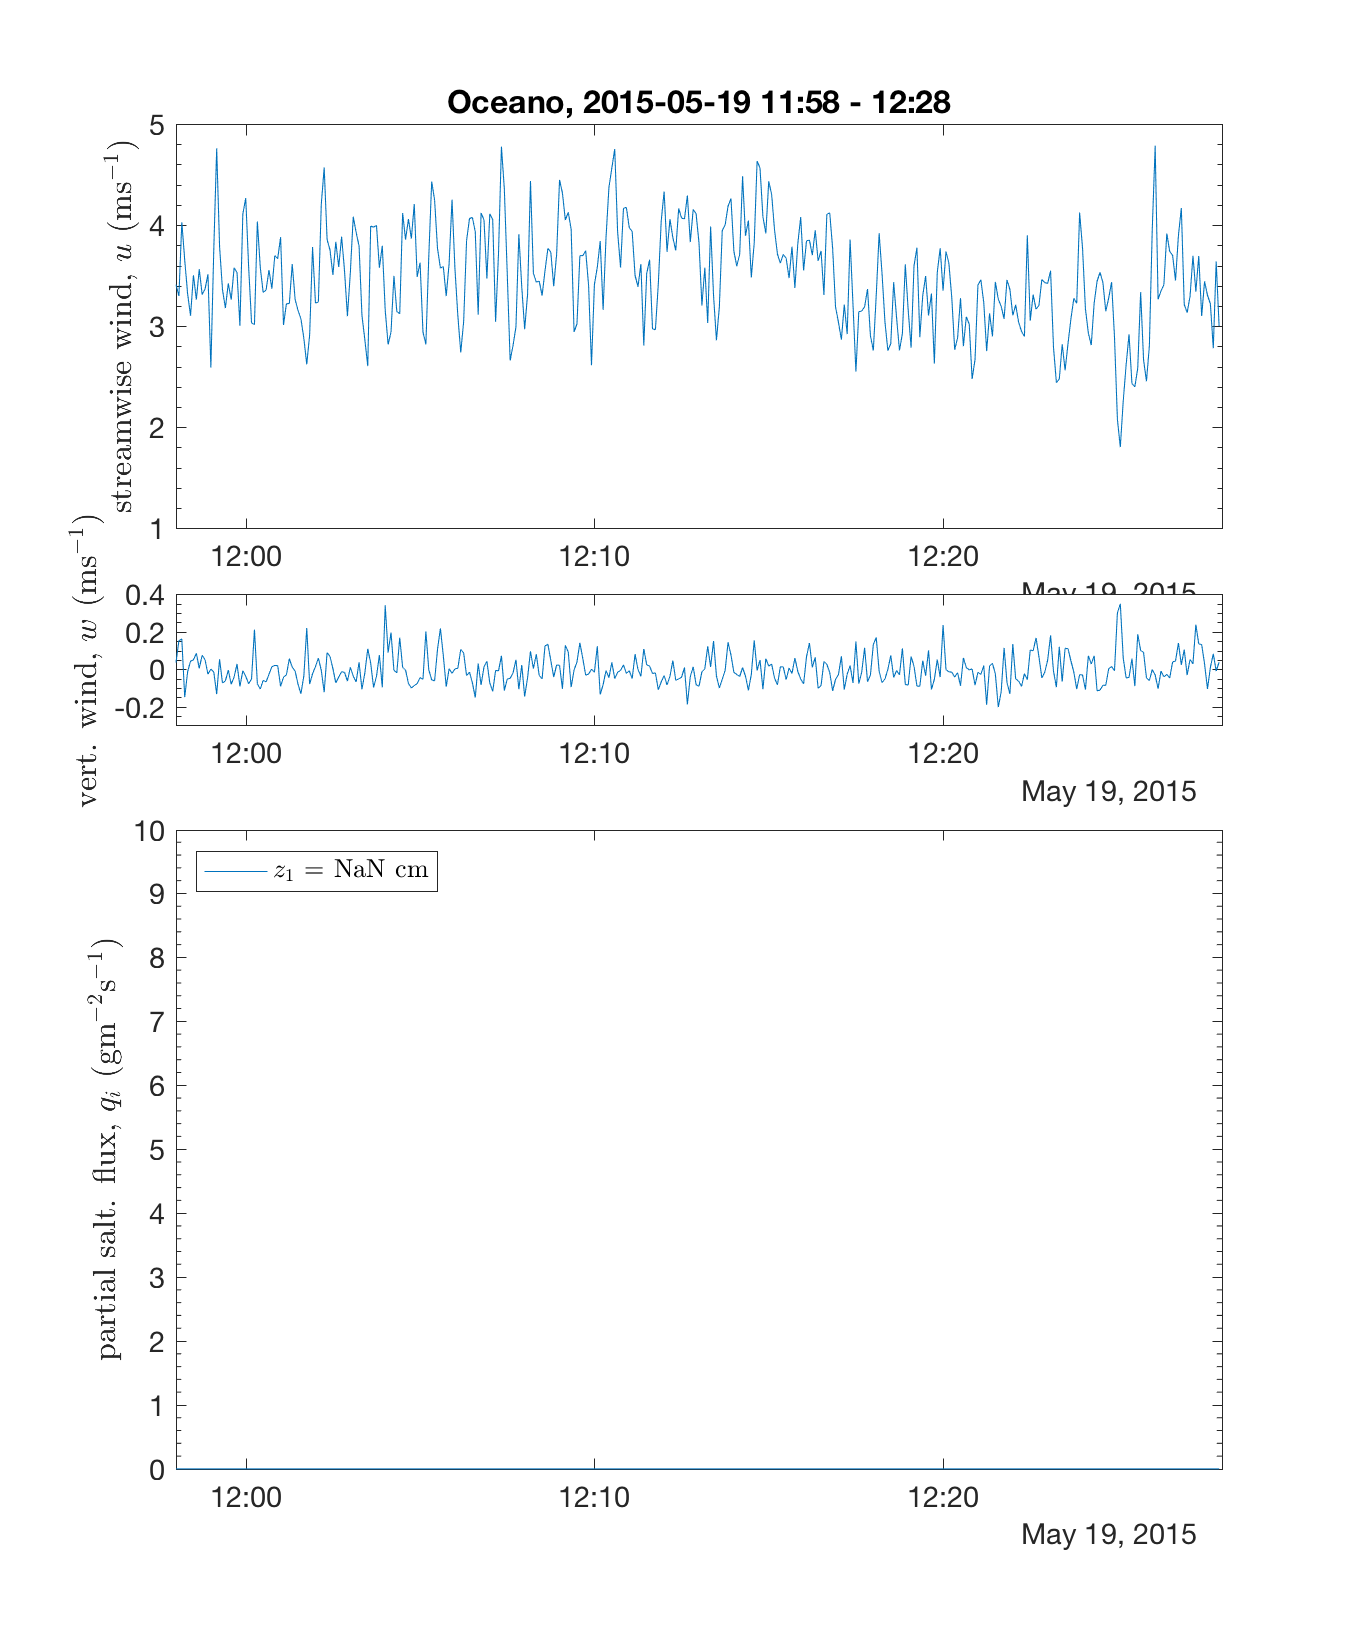 Oceano, 2015-05-19 11:58 - 12:28
streamwise wind, u (ms⁻¹)
5
4
3
2
1
12:00 12:10 12:20
May 19, 2015
vert. wind, w (ms⁻¹)
0.4
0.2
0
-0.2
12:00 12:10 12:20
May 19, 2015
partial salt. flux, qᵢ (gm⁻²s⁻¹)
10
9
8
7
6
5
4
3
2
1
0
z₁ = NaN cm
12:00 12:10 12:20
May 19, 2015